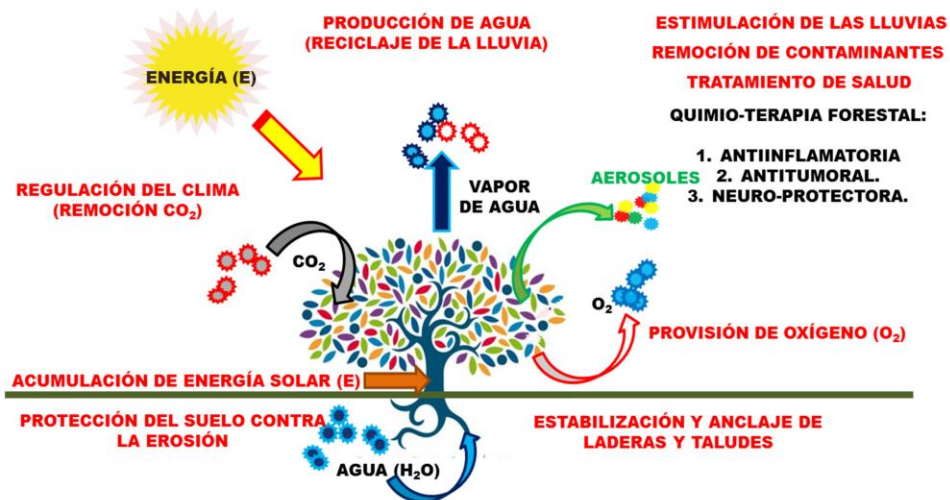 PRODUCCIÓN DE AGUA
(RECICLAJE DE LA LLUVIA)
ESTIMULACIÓN DE LAS LLUVIAS
REMOCIÓN DE CONTAMINANTES
TRATAMIENTO DE SALUD
QUIMIO-TERAPIA FORESTAL:
1. ANTIINFLAMATORIA
2. ANTITUMORAL.
3. NEURO-PROTECTORA.
ENERGÍA (E)
REGULACIÓN DEL CLIMA
(REMOCIÓN CO₂)
VAPOR
DE AGUA
AEROSOLES
CO₂
O₂
PROVISIÓN DE OXÍGENO (O₂)
ACUMULACIÓN DE ENERGÍA SOLAR (E)
PROTECCIÓN DEL SUELO CONTRA
LA EROSIÓN
AGUA (H₂O)
ESTABILIZACIÓN Y ANCLAJE DE
LADERAS Y TALUDES